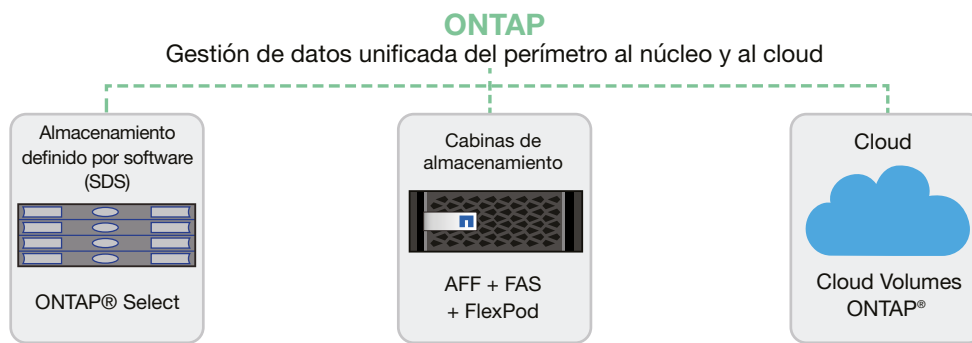 ONTAP
Gestión de datos unificada del perímetro al núcleo y al cloud
Almacenamiento
definido por software
(SDS)
ONTAP® Select
Cabinas de
almacenamiento
AFF + FAS
+ FlexPod
Cloud
Cloud Volumes
ONTAP®